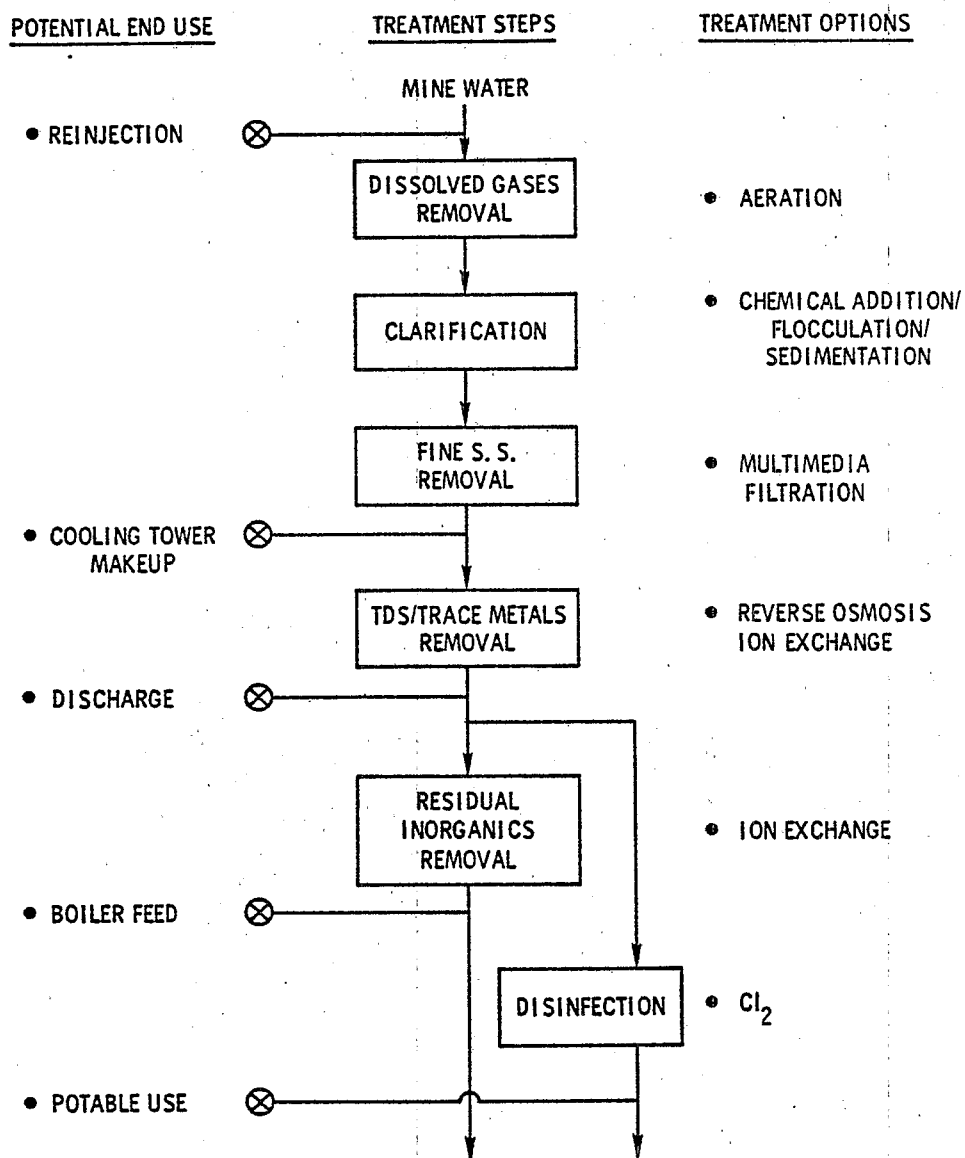 POTENTIAL END USE
TREATMENT STEPS
TREATMENT OPTIONS
MINE WATER
• REINJECTION
DISSOLVED GASES
REMOVAL
• AERATION
CLARIFICATION
• CHEMICAL ADDITION/
FLOCCULATION/
SEDIMENTATION
FINE S. S.
REMOVAL
• MULTIMEDIA
FILTRATION
• COOLING TOWER
MAKEUP
TDS/TRACE METALS
REMOVAL
• REVERSE OSMOSIS
ION EXCHANGE
• DISCHARGE
RESIDUAL
INORGANICS
REMOVAL
• ION EXCHANGE
• BOILER FEED
DISINFECTION
• Cl₂
• POTABLE USE